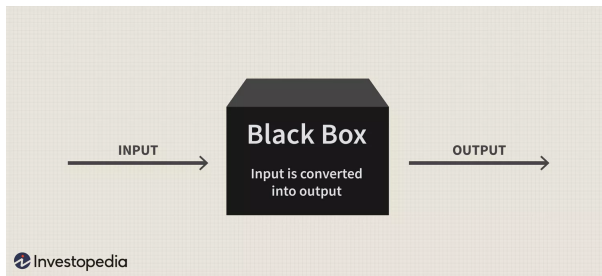 Black Box
INPUT
OUTPUT
Input is converted
into output
Investopedia